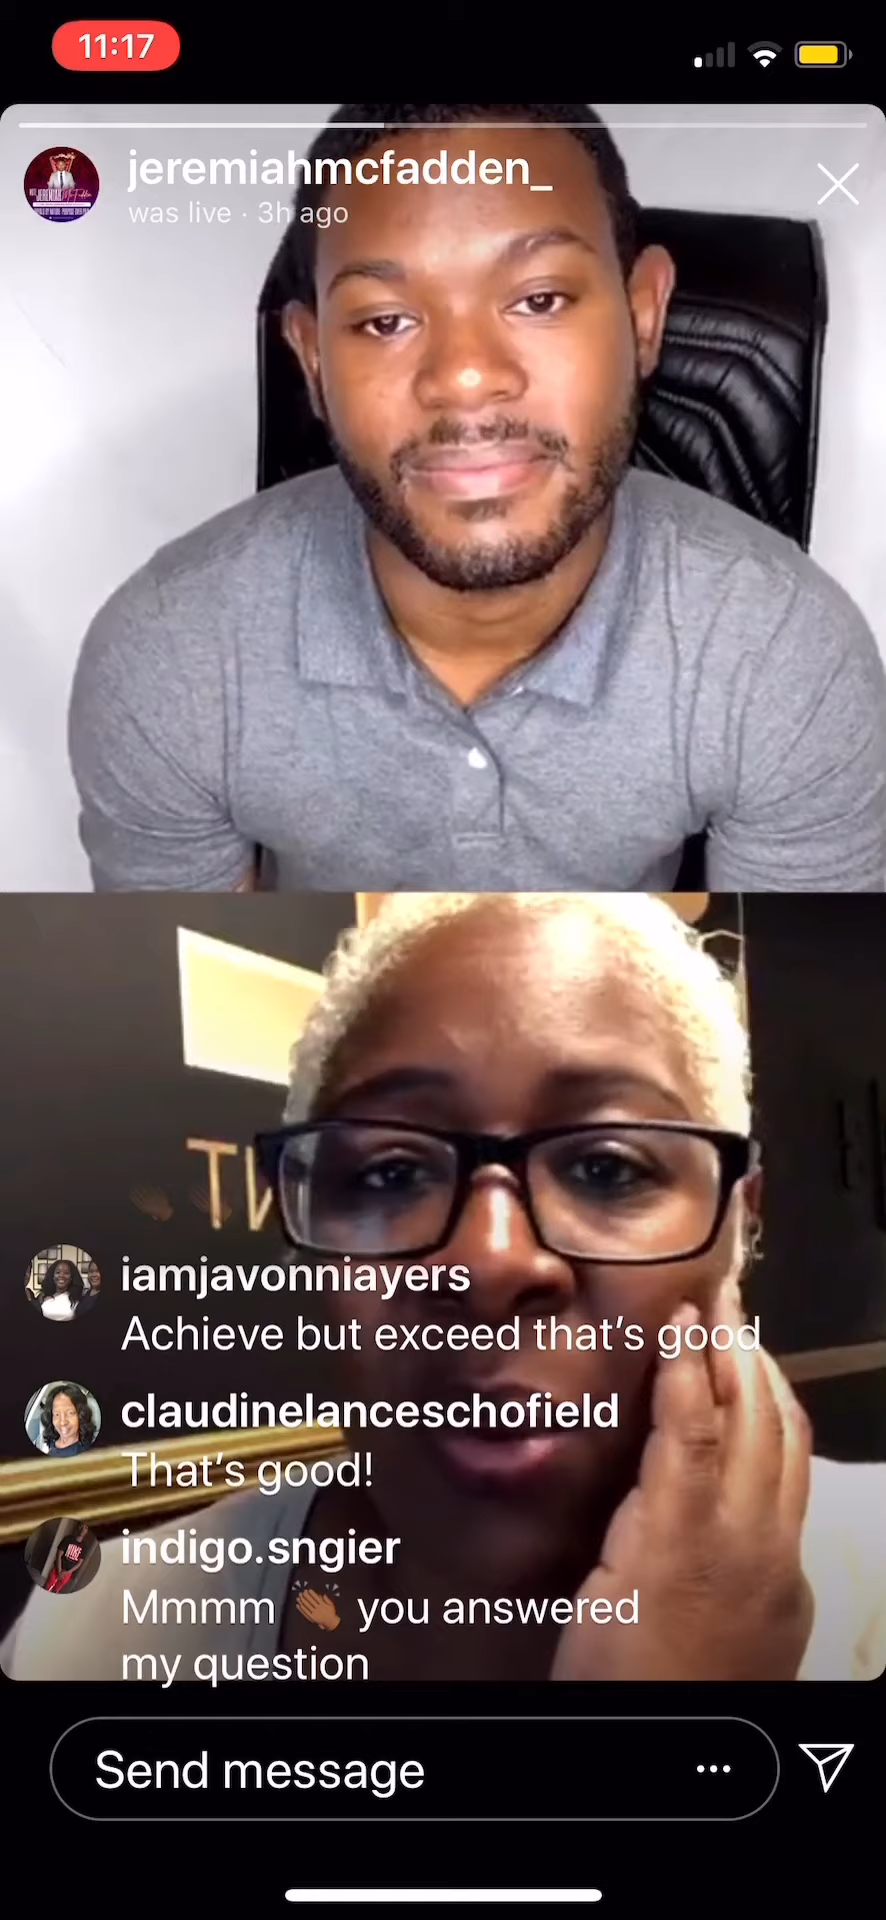 11:17
jeremiahmcfadden_
was live · 3h ago
TW
iamjavonniayers
Achieve but exceed that's good
claudinelanceschofield
That's good!
indigo.sngier
Mmmm 👏🏾 you answered
my question
Send message